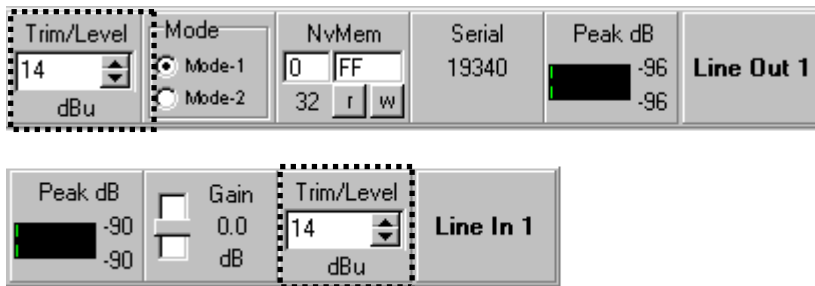 Trim/Level Mode NvMem Serial Peak dB
14 Mode-1 0 FF 19340 -96 Line Out 1
dBu Mode-2 32 r w -96
Peak dB Gain Trim/Level
-90 0.0 14 Line In 1
-90 dB dBu